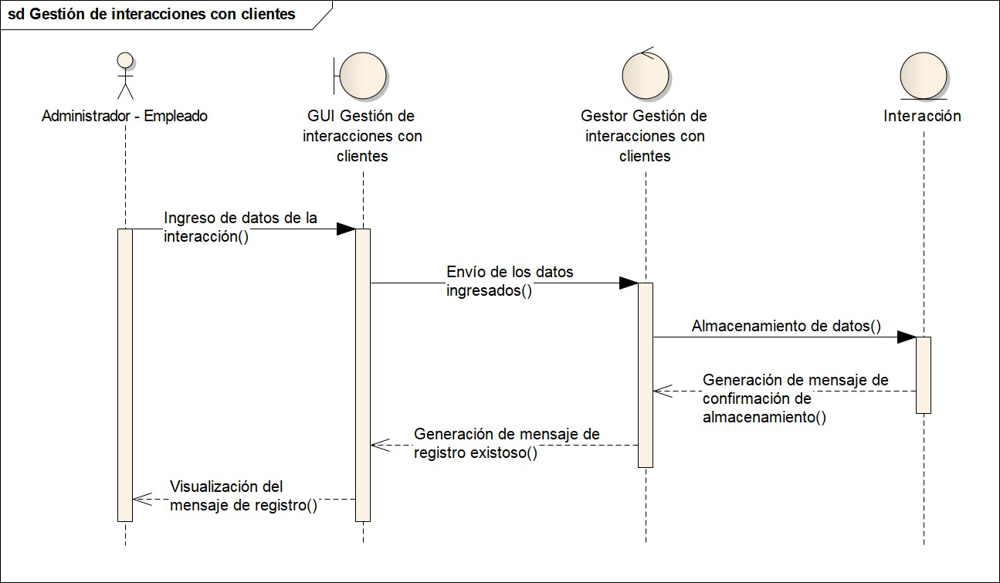 sd Gestión de interacciones con clientes
Administrador - Empleado
GUI Gestión de
interacciones con
clientes
Gestor Gestión de
interacciones con
clientes
Interacción
Ingreso de datos de la
interacción()
Envío de los datos
ingresados()
Almacenamiento de datos()
Generación de mensaje de
confirmación de
almacenamiento()
Generación de mensaje de
registro existoso()
Visualización del
mensaje de registro()